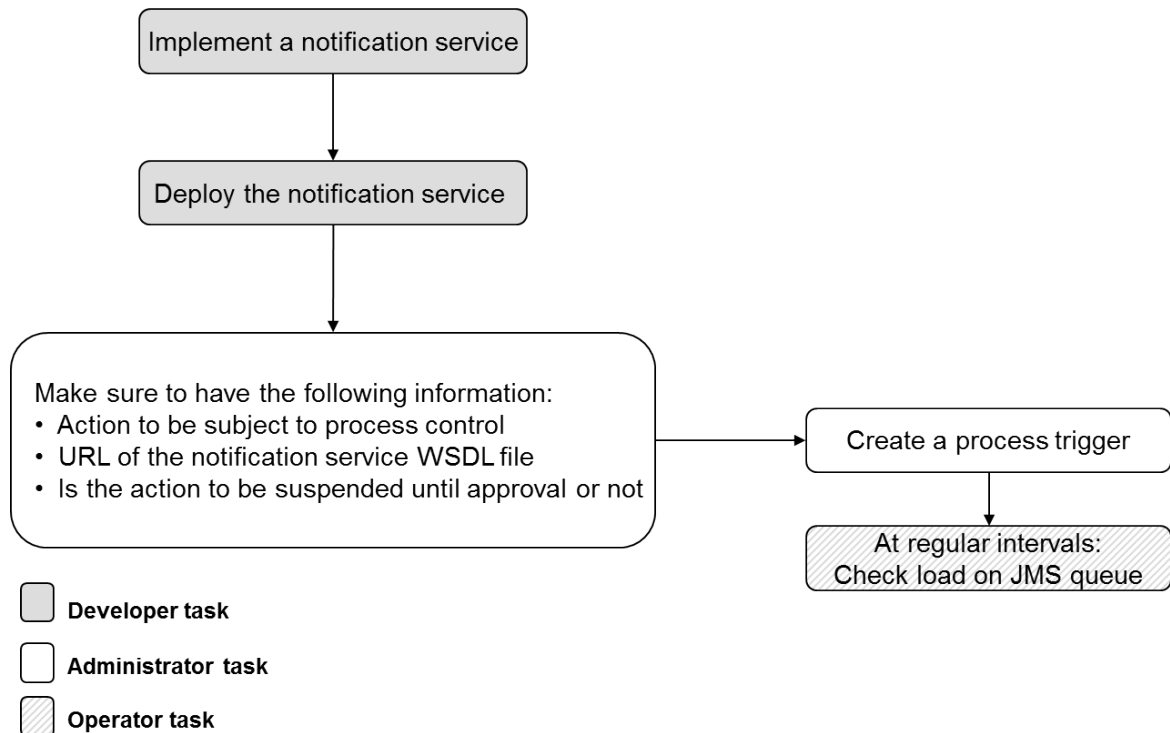 Implement a notification service
Deploy the notification service
Make sure to have the following information:
• Action to be subject to process control
• URL of the notification service WSDL file
• Is the action to be suspended until approval or not
Create a process trigger
At regular intervals:
Check load on JMS queue
Developer task
Administrator task
Operator task